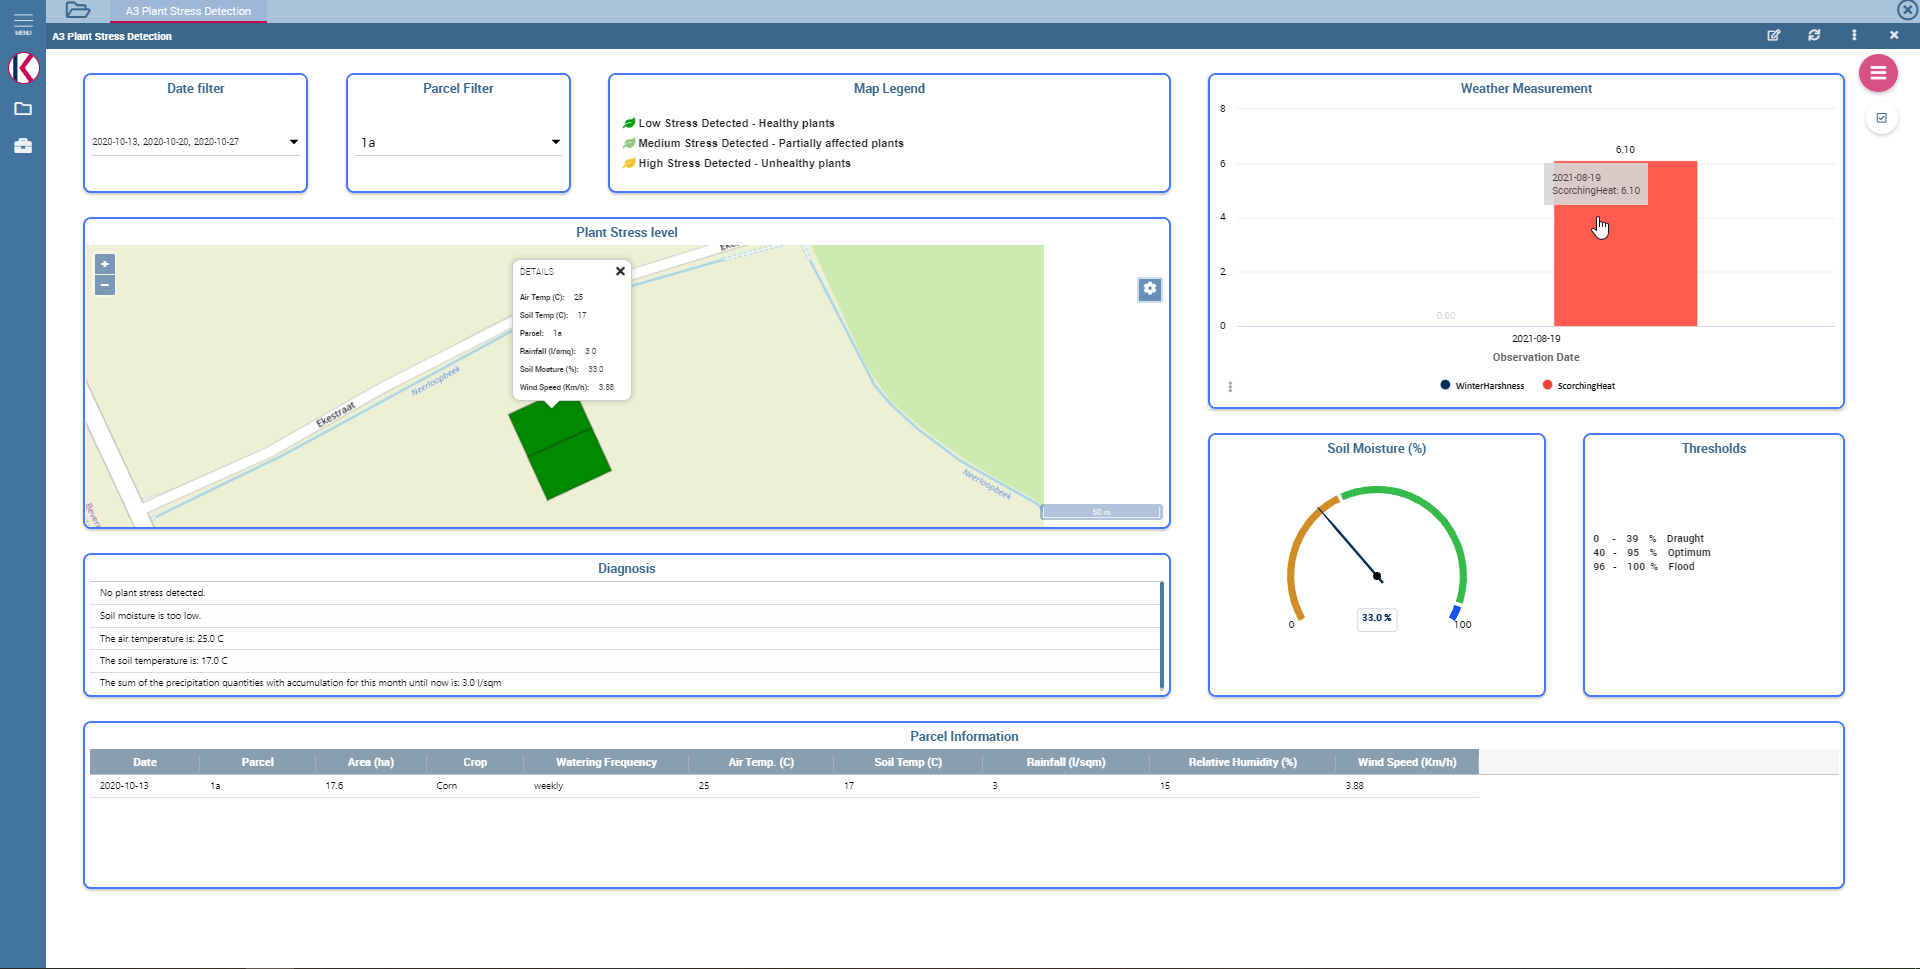 A3 Plant Stress Detection
MENU
A3 Plant Stress Detection
Date filter
2020-10-13, 2020-10-20, 2020-10-27
Parcel Filter
1a
Map Legend
Low Stress Detected - Healthy plants
Medium Stress Detected - Partially affected plants
High Stress Detected - Unhealthy plants
Weather Measurement
8
6
4
2
0
6.10
2021-08-19
ScorchingHeat: 6.10
0.00
2021-08-19
Observation Date
WinterHarshness ScorchingHeat
Plant Stress level
+
−
DETAILS
Air Temp (C): 25
Soil Temp (C): 17
Parcel: 1a
Rainfall (l/smq): 3.0
Soil Mosture (%): 33.0
Wind Speed (Km/h): 3.88
Ekestraat
Neerloopbeek
Neerloopbeek
50 m
Diagnosis
No plant stress detected.
Soil moisture is too low.
The air temperature is: 25.0 C
The soil temperature is: 17.0 C
The sum of the precipitation quantities with accumulation for this month until now is: 3.0 l/sqm
Soil Moisture (%)
0
33.0 %
100
Thresholds
0 - 39 % Draught
40 - 95 % Optimum
96 - 100 % Flood
Parcel Information
Date Parcel Area (ha) Crop Watering Frequency Air Temp. (C) Soil Temp (C) Rainfall (l/sqm) Relative Humidity (%) Wind Speed (Km/h)
2020-10-13 1a 17.6 Corn weekly 25 17 3 15 3.88